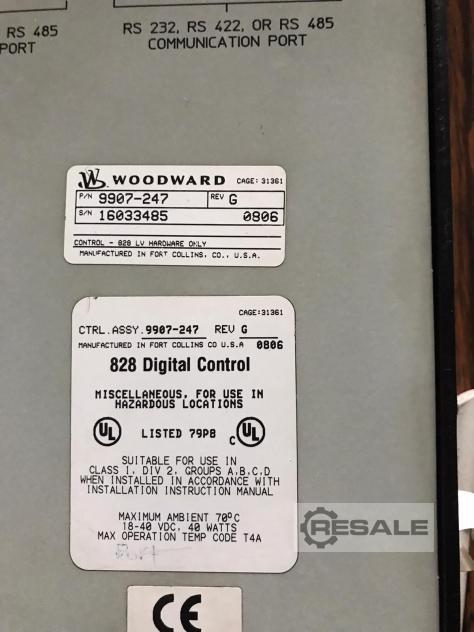 RS 485
PORT
RS 232, RS 422, OR RS 485
COMMUNICATION PORT
WOODWARD CAGE: 31361
P/N 9907-247 REV G
S/N 16033485 0806
CONTROL - 828 LV HARDWARE ONLY
MANUFACTURED IN FORT COLLINS, CO., U.S.A.
CAGE:31361
CTRL.ASSY.9907-247 REV G
MANUFACTURED IN FORT COLLINS CO U.S.A 0806
828 Digital Control
MISCELLANEOUS, FOR USE IN
HAZARDOUS LOCATIONS
UL LISTED 79P8 C UL
SUITABLE FOR USE IN
CLASS I, DIV 2, GROUPS A,B,C,D
WHEN INSTALLED IN ACCORDANCE WITH
INSTALLATION INSTRUCTION MANUAL
MAXIMUM AMBIENT 70°C
18-40 VDC, 40 WATTS
MAX OPERATION TEMP CODE T4A
RESALE
CE